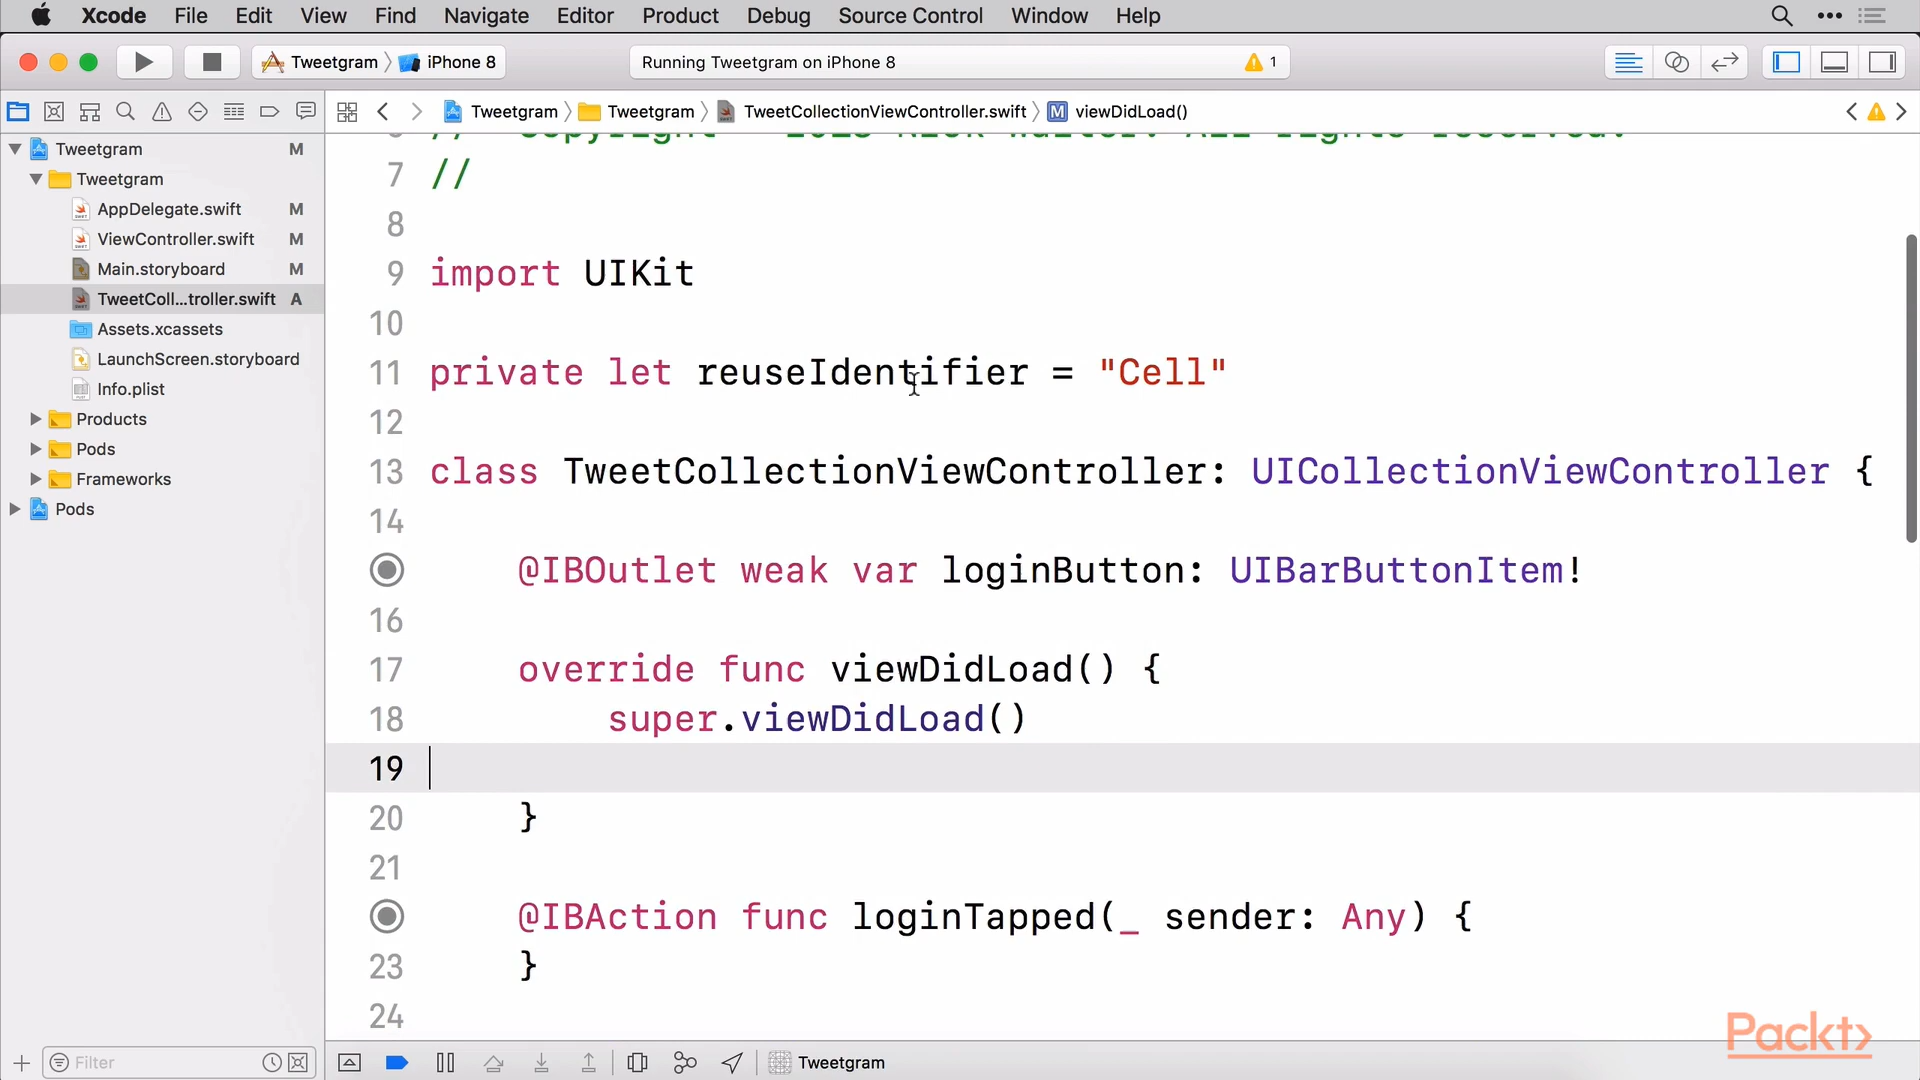 Xcode File Edit View Find Navigate Editor Product Debug Source Control Window Help
Tweetgram iPhone 8 Running Tweetgram on iPhone 8 1
Tweetgram Tweetgram TweetCollectionViewController.swift M viewDidLoad()
Tweetgram M
Tweetgram
AppDelegate.swift M
ViewController.swift M
Main.storyboard M
TweetColl...troller.swift A
Assets.xcassets
LaunchScreen.storyboard
Info.plist
Products
Pods
Frameworks
Pods
Filter
7 //
8
9 import UIKit
10
11 private let reuseIdentifier = "Cell"
12
13 class TweetCollectionViewController: UICollectionViewController {
14
@IBOutlet weak var loginButton: UIBarButtonItem!
16
17 override func viewDidLoad() {
18 super.viewDidLoad()
19
20 }
21
@IBAction func loginTapped(_ sender: Any) {
23 }
24
Tweetgram
Packt>